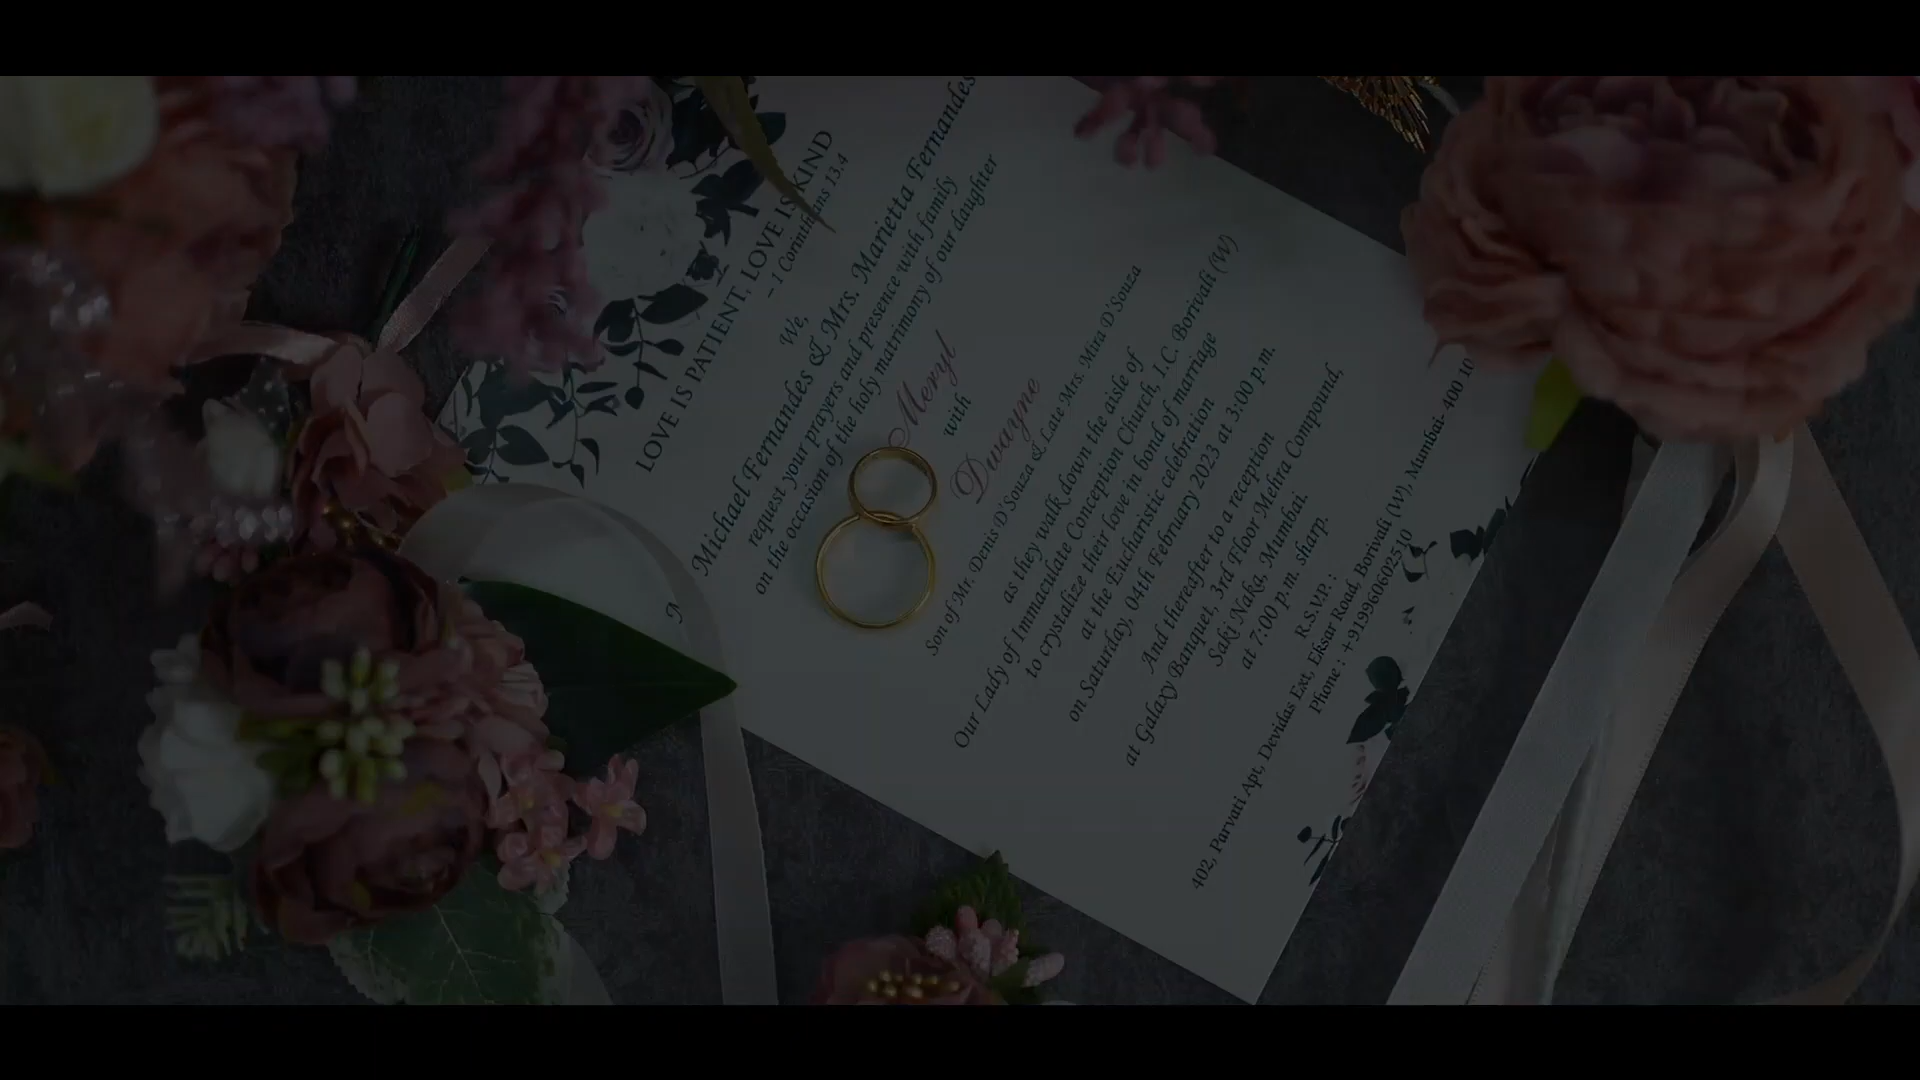 LOVE IS PATIENT, LOVE IS KIND
– 1 Corinthians 13:4
We,
Michael Fernandes & Mrs. Marietta Fernandes
request your prayers and presence with family
on the occasion of the holy matrimony of our daughter
Meryl
with
Dwayne
Son of Mr. Denis D'Souza & Late Mrs. Mira D'Souza
as they walk down the aisle of
Our Lady of Immaculate Conception Church, I.C. Borivali (W)
to crystalize their love in bond of marriage
at the Eucharistic celebration
on Saturday, 04th February 2023 at 3:00 p.m.
And thereafter to a reception
at Galaxy Banquet, 3rd Floor Mehra Compound,
Saki Naka, Mumbai.
at 7:00 p.m. sharp.
R.S.V.P. :
402, Parvati Apt, Devidas Ext, Eksar Road, Borivali (W), Mumbai- 400 10
Phone : +919960602510